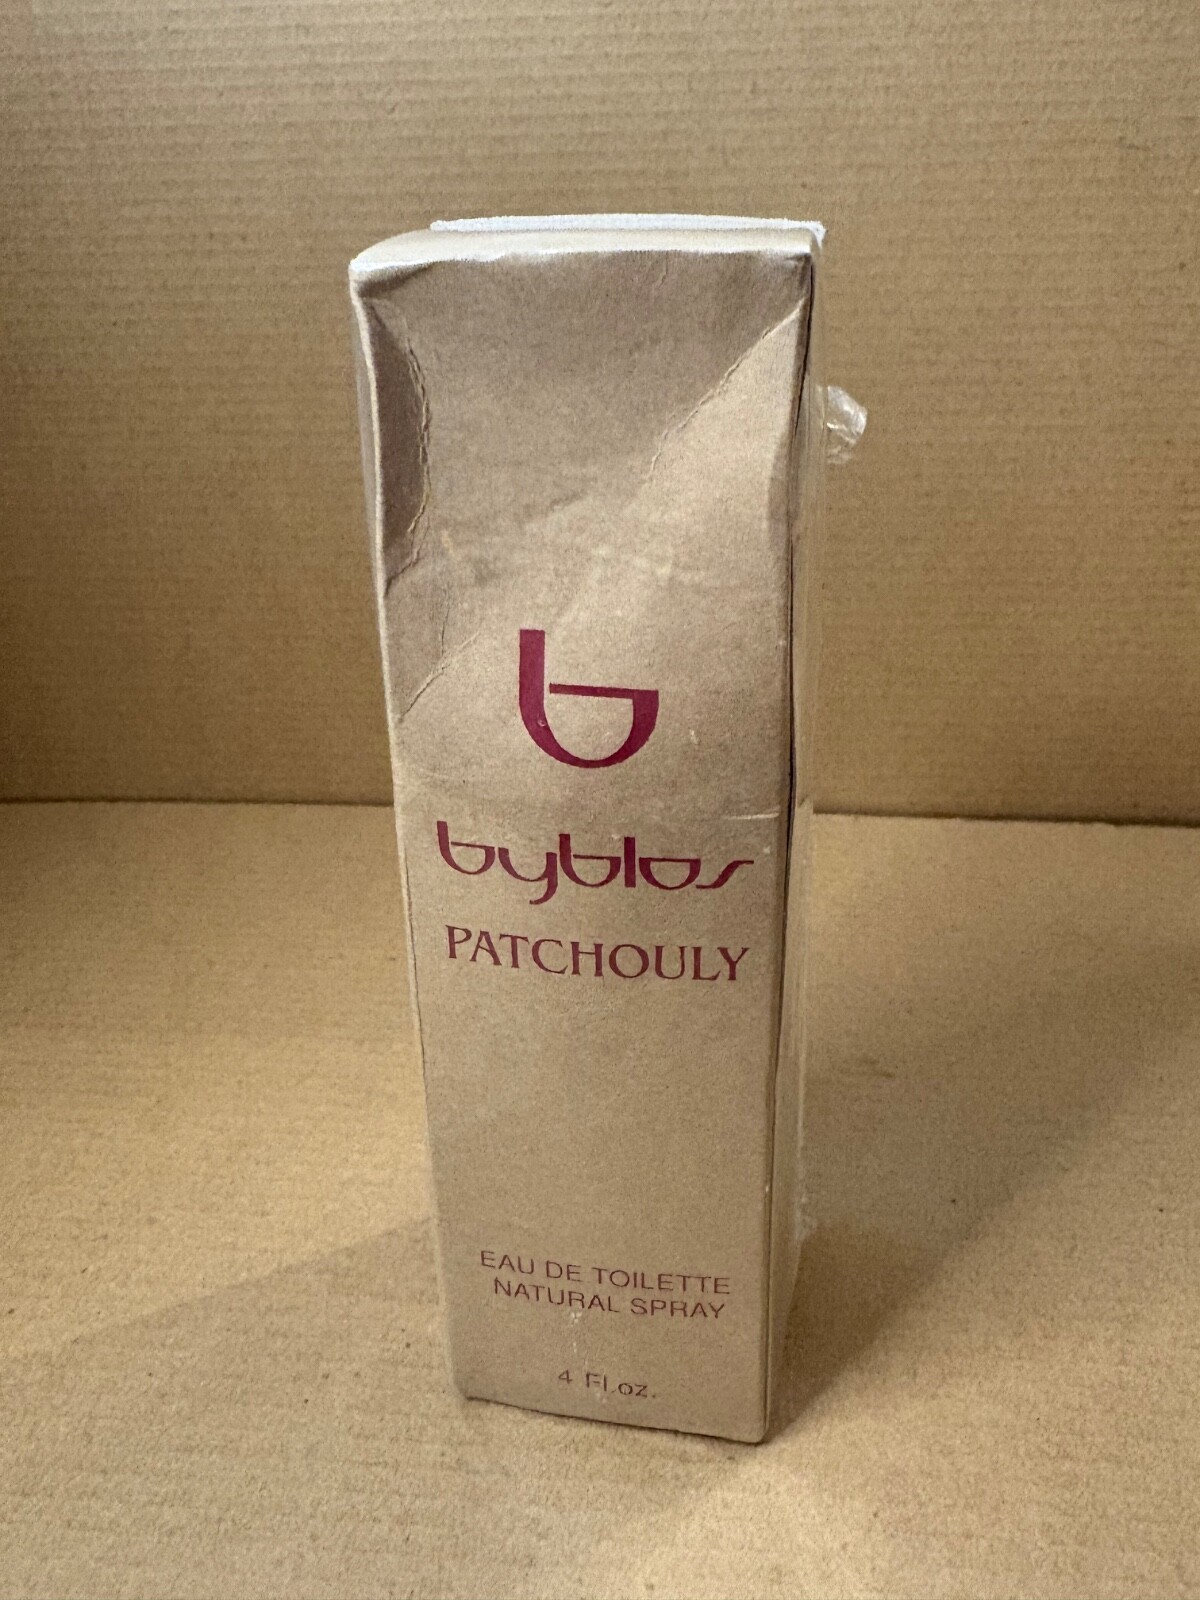 b
byblos
PATCHOULY
EAU DE TOILETTE
NATURAL SPRAY
4 Fl.oz.